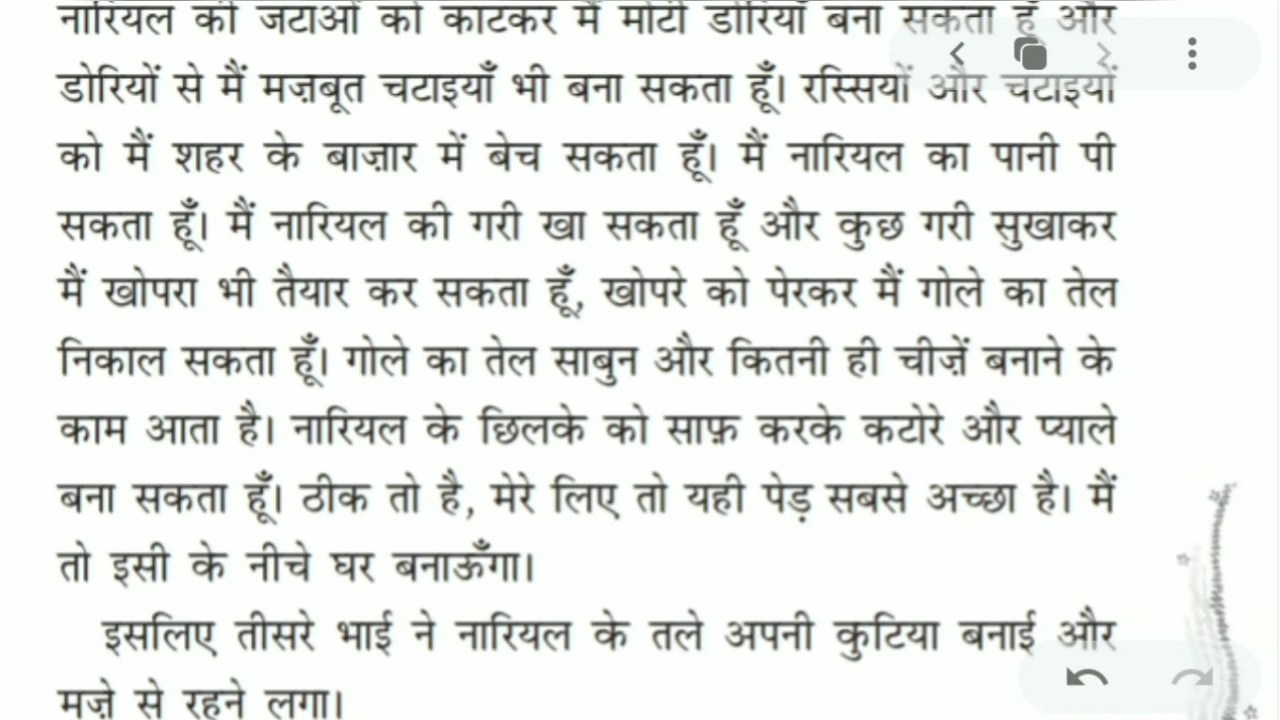 नारियल की जटाओं को काटकर मैं मोटी डोरियाँ बना सकता हूँ और
डोरियों से मैं मज़बूत चटाइयाँ भी बना सकता हूँ। रस्सियों और चटाइयों
को मैं शहर के बाज़ार में बेच सकता हूँ। मैं नारियल का पानी पी
सकता हूँ। मैं नारियल की गरी खा सकता हूँ और कुछ गरी सुखाकर
मैं खोपरा भी तैयार कर सकता हूँ, खोपरे को पेरकर मैं गोले का तेल
निकाल सकता हूँ। गोले का तेल साबुन और कितनी ही चीज़ें बनाने के
काम आता है। नारियल के छिलके को साफ़ करके कटोरे और प्याले
बना सकता हूँ। ठीक तो है, मेरे लिए तो यही पेड़ सबसे अच्छा है। मैं
तो इसी के नीचे घर बनाऊँगा।
इसलिए तीसरे भाई ने नारियल के तले अपनी कुटिया बनाई और
मज़े से रहने लगा।